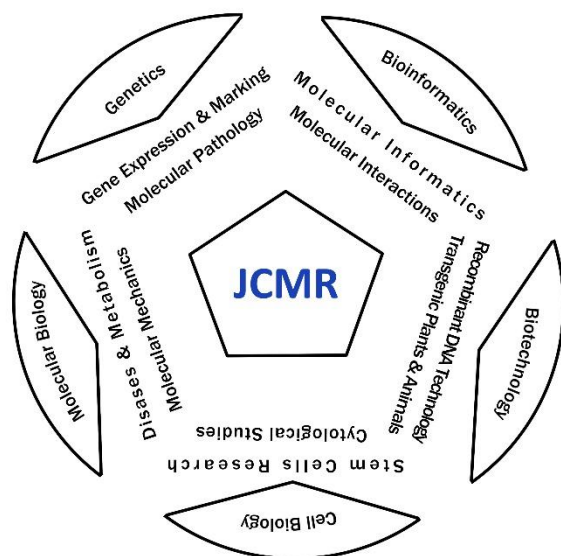 Genetics
Gene Expression & Marking
Molecular Pathology
Bioinformatics
Molecular Informatics
Molecular Interactions
Biotechnology
Recombinant DNA Technology
Transgenic Plants & Animals
Cell Biology
Stem Cells Research
Cytological Studies
Molecular Biology
Disases & Metabolism
Molecular Mechanics
JCMR